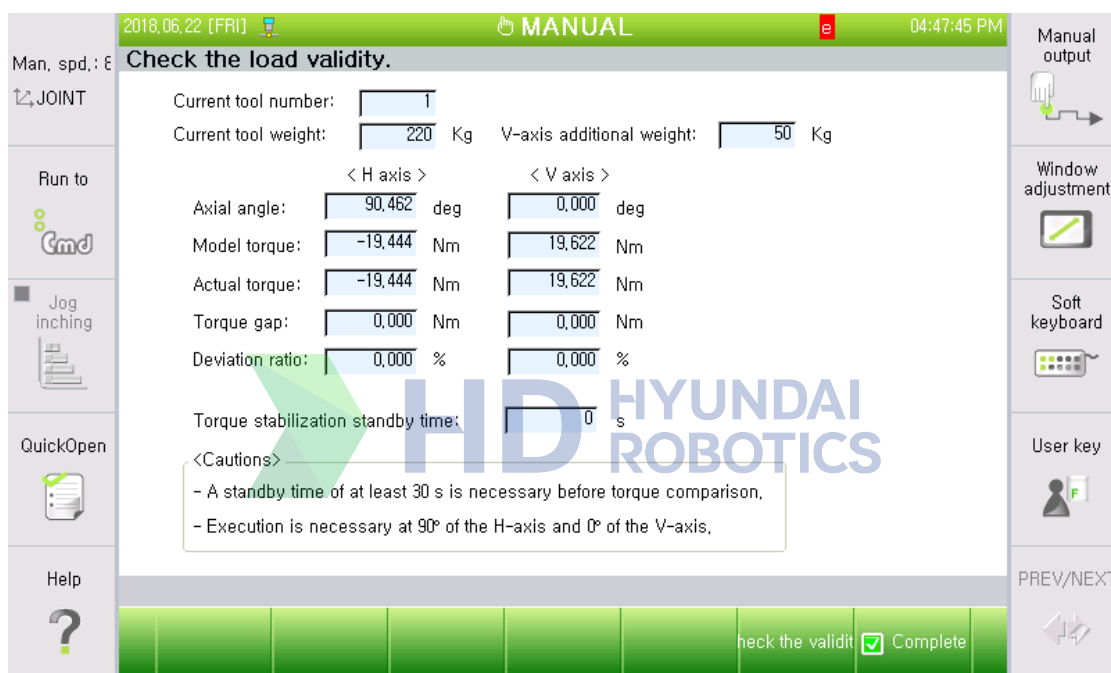 2018.06.22 [FRI] MANUAL e 04:47:45 PM
Man. spd.: 8
JOINT
Check the load validity.
Current tool number: 1
Current tool weight: 220 Kg V-axis additional weight: 50 Kg
< H axis > < V axis >
Axial angle: 90.462 deg 0.000 deg
Model torque: -19.444 Nm 19.622 Nm
Actual torque: -19.444 Nm 19.622 Nm
Torque gap: 0.000 Nm 0.000 Nm
Deviation ratio: 0.000 % 0.000 %
Torque stabilization standby time: 0 s
<Cautions>
- A standby time of at least 30 s is necessary before torque comparison.
- Execution is necessary at 90° of the H-axis and 0° of the V-axis.
HD HYUNDAI
ROBOTICS
Run to
Cmd
Jog
inching
QuickOpen
Help
?
heck the validit Complete
Manual
output
Window
adjustment
Soft
keyboard
User key
F
PREV/NEXT